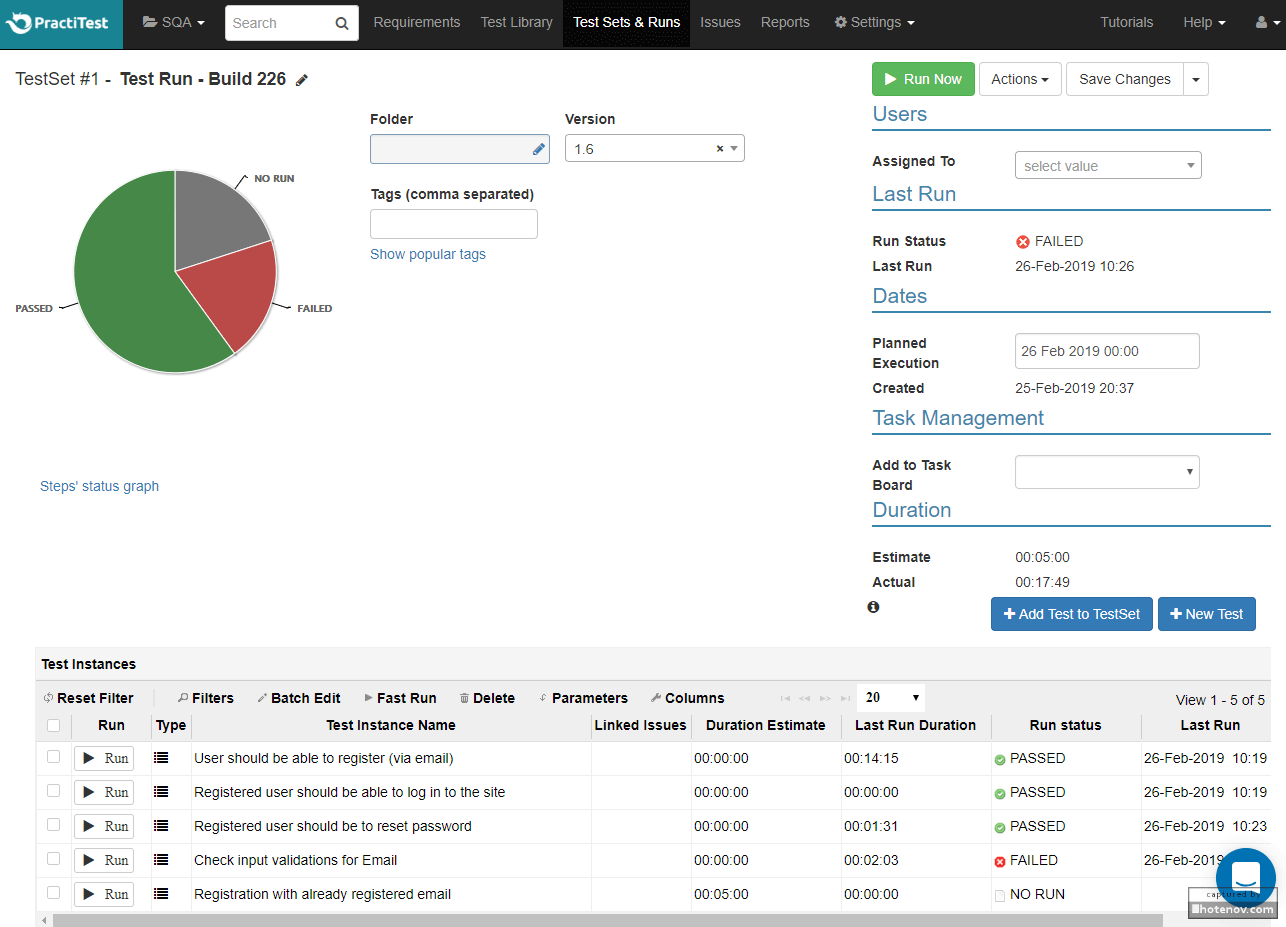 PractiTest
SQA
Search
Requirements
Test Library
Test Sets & Runs
Issues
Reports
Settings
Tutorials
Help
TestSet #1 - Test Run - Build 226
Run Now
Actions
Save Changes
Folder
Version
1.6
×
Tags (comma separated)
Show popular tags
NO RUN
FAILED
PASSED
Steps' status graph
Users
Assigned To
select value
Last Run
Run Status
FAILED
Last Run
26-Feb-2019 10:26
Dates
Planned
Execution
26 Feb 2019 00:00
Created
25-Feb-2019 20:37
Task Management
Add to Task
Board
Duration
Estimate
00:05:00
Actual
00:17:49
Add Test to TestSet
New Test
Test Instances
Reset Filter
Filters
Batch Edit
Fast Run
Delete
Parameters
Columns
20
View 1 - 5 of 5
Run Type Test Instance Name Linked Issues Duration Estimate Last Run Duration Run status Last Run
Run User should be able to register (via email) 00:00:00 00:14:15 PASSED 26-Feb-2019 10:19
Run Registered user should be able to log in to the site 00:00:00 00:00:00 PASSED 26-Feb-2019 10:19
Run Registered user should be to reset password 00:00:00 00:01:31 PASSED 26-Feb-2019 10:23
Run Check input validations for Email 00:00:00 00:02:03 FAILED 26-Feb-2019
Run Registration with already registered email 00:05:00 00:00:00 NO RUN
captured by
hotenov.com